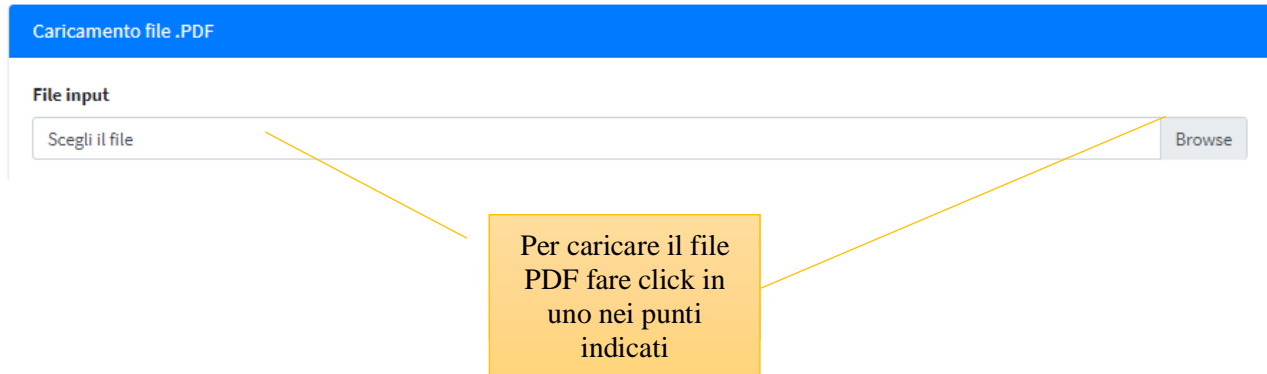 Caricamento file .PDF
File input
Scegli il file
Browse
Per caricare il file
PDF fare click in
uno nei punti
indicati